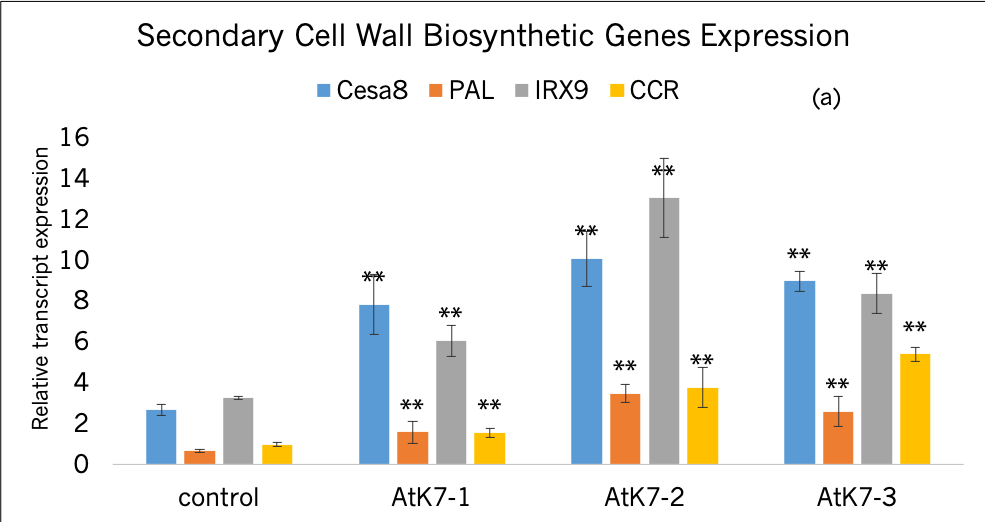 Secondary Cell Wall Biosynthetic Genes Expression
Cesa8 PAL IRX9 CCR
(a)
Relative transcript expression
16
14
12
10
8
6
4
2
0
** ** ** **
** ** ** **
** ** ** **
control AtK7-1 AtK7-2 AtK7-3